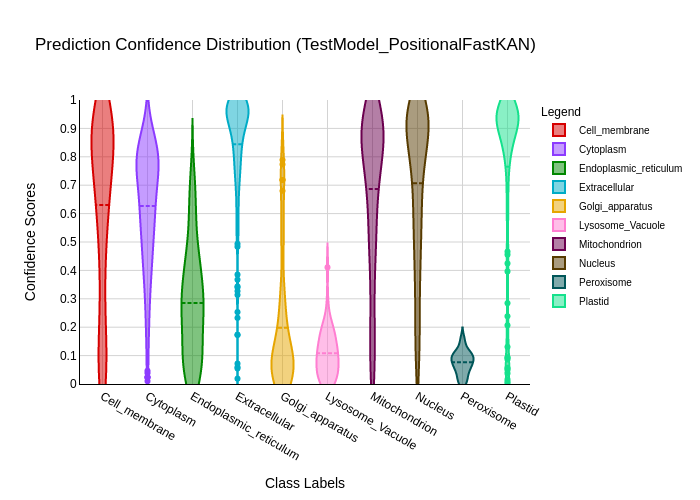 Prediction Confidence Distribution (TestModel_PositionalFastKAN)
Confidence Scores
1
0.9
0.8
0.7
0.6
0.5
0.4
0.3
0.2
0.1
0
Cell_membrane
Cytoplasm
Endoplasmic_reticulum
Extracellular
Golgi_apparatus
Lysosome_Vacuole
Mitochondrion
Nucleus
Peroxisome
Plastid
Class Labels
Legend
Cell_membrane
Cytoplasm
Endoplasmic_reticulum
Extracellular
Golgi_apparatus
Lysosome_Vacuole
Mitochondrion
Nucleus
Peroxisome
Plastid